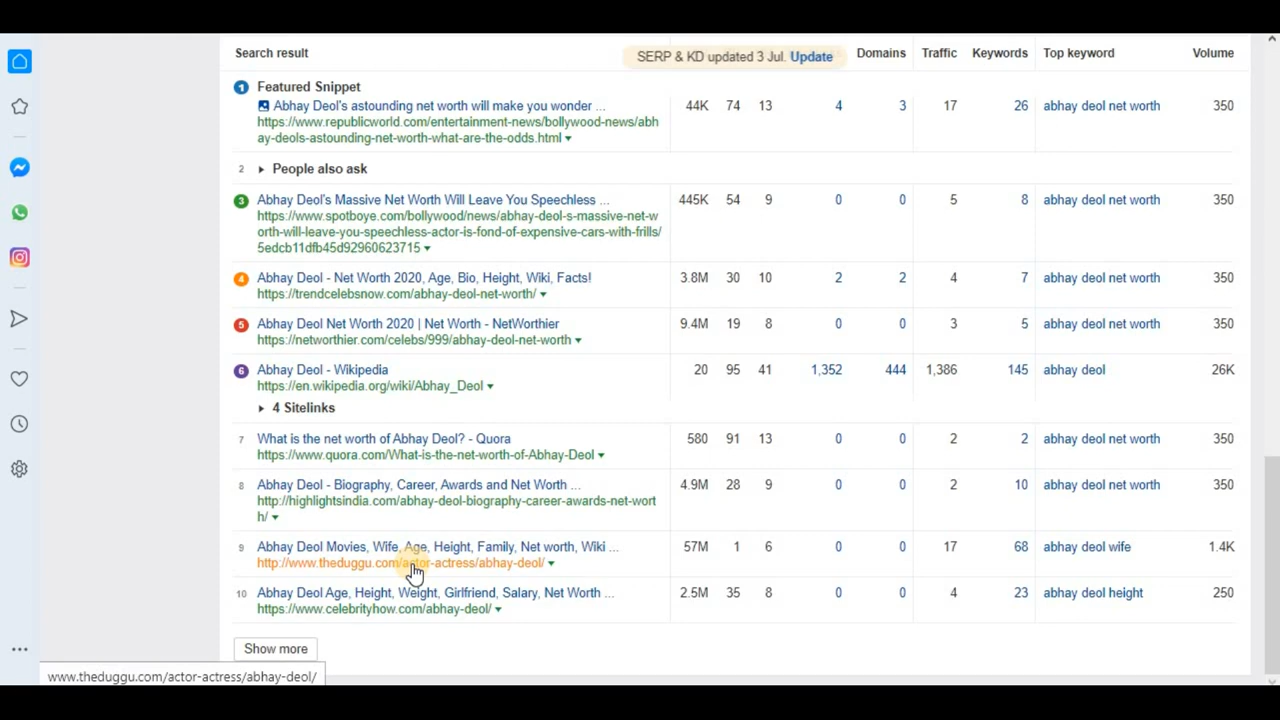 Search result SERP & KD updated 3 Jul. Update Domains Traffic Keywords Top keyword Volume
1 Featured Snippet
Abhay Deol's astounding net worth will make you wonder ... 44K 74 13 4 3 17 26 abhay deol net worth 350
https://www.republicworld.com/entertainment-news/bollywood-news/abh
ay-deols-astounding-net-worth-what-are-the-odds.html
2 People also ask
3 Abhay Deol's Massive Net Worth Will Leave You Speechless ... 445K 54 9 0 0 5 8 abhay deol net worth 350
https://www.spotboye.com/bollywood/news/abhay-deol-s-massive-net-w
orth-will-leave-you-speechless-actor-is-fond-of-expensive-cars-with-frills/
5edcb11dfb45d92960623715
4 Abhay Deol - Net Worth 2020, Age, Bio, Height, Wiki, Facts! 3.8M 30 10 2 2 4 7 abhay deol net worth 350
https://trendcelebsnow.com/abhay-deol-net-worth/
5 Abhay Deol Net Worth 2020 | Net Worth - NetWorthier 9.4M 19 8 0 0 3 5 abhay deol net worth 350
https://networthier.com/celebs/999/abhay-deol-net-worth
6 Abhay Deol - Wikipedia 20 95 41 1,352 444 1,386 145 abhay deol 26K
https://en.wikipedia.org/wiki/Abhay_Deol
4 Sitelinks
7 What is the net worth of Abhay Deol? - Quora 580 91 13 0 0 2 2 abhay deol net worth 350
https://www.quora.com/What-is-the-net-worth-of-Abhay-Deol
8 Abhay Deol - Biography, Career, Awards and Net Worth ... 4.9M 28 9 0 0 2 10 abhay deol net worth 350
http://highlightsindia.com/abhay-deol-biography-career-awards-net-wort
h/
9 Abhay Deol Movies, Wife, Age, Height, Family, Net worth, Wiki ... 57M 1 6 0 0 17 68 abhay deol wife 1.4K
http://www.theduggu.com/actor-actress/abhay-deol/
10 Abhay Deol Age, Height, Weight, Girlfriend, Salary, Net Worth ... 2.5M 35 8 0 0 4 23 abhay deol height 250
https://www.celebrityhow.com/abhay-deol/
Show more
www.theduggu.com/actor-actress/abhay-deol/